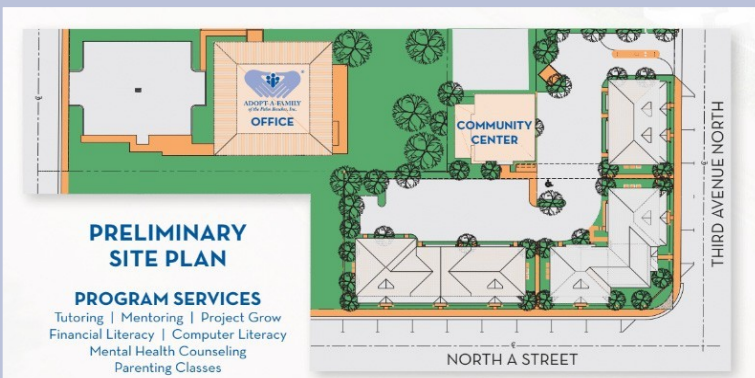 ADOPT A FAMILY
of the Palm Beaches, Inc.
OFFICE
COMMUNITY
CENTER
THIRD AVENUE NORTH
PRELIMINARY
SITE PLAN
PROGRAM SERVICES
Tutoring | Mentoring | Project Grow
Financial Literacy | Computer Literacy
Mental Health Counseling
Parenting Classes
NORTH A STREET